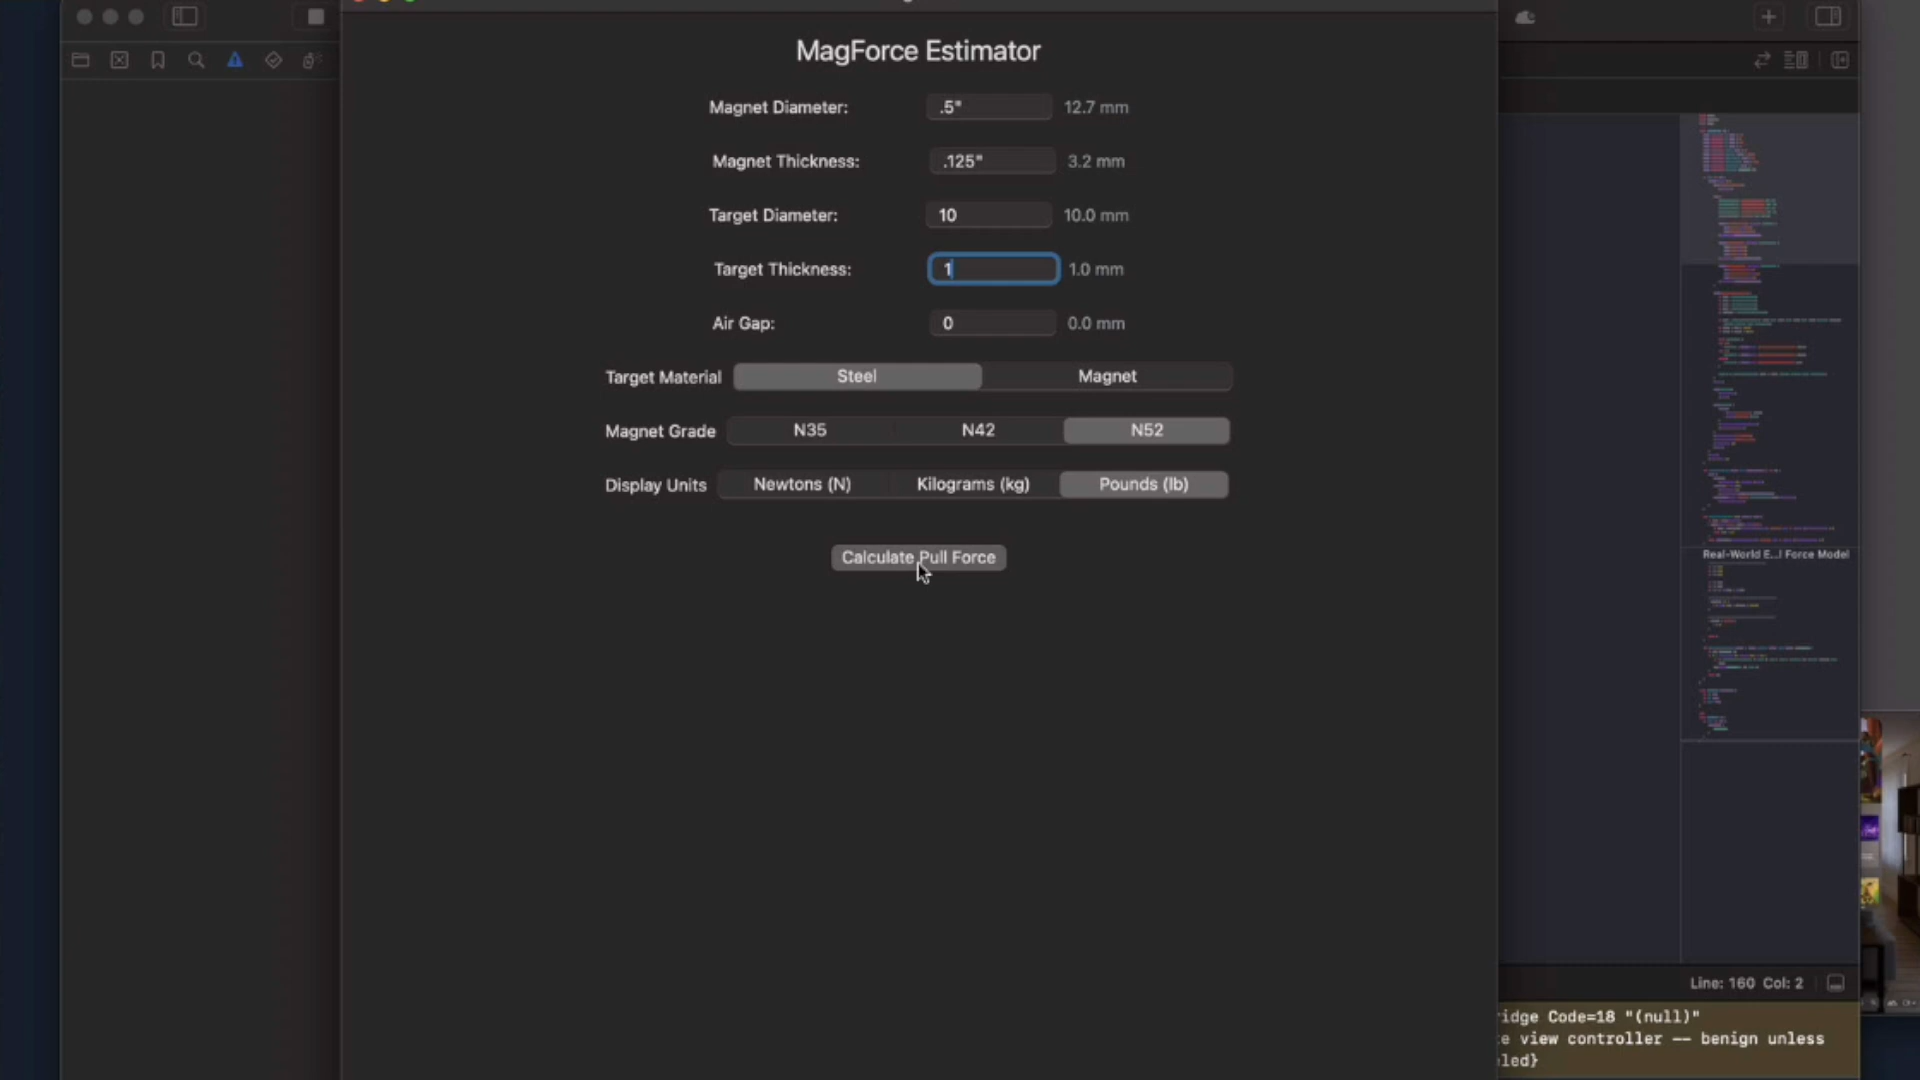 MagForce Estimator
Magnet Diameter: .5" 12.7 mm
Magnet Thickness: .125" 3.2 mm
Target Diameter: 10 10.0 mm
Target Thickness: 1 1.0 mm
Air Gap: 0 0.0 mm
Target Material Steel Magnet
Magnet Grade N35 N42 N52
Display Units Newtons (N) Kilograms (kg) Pounds (lb)
Calculate Pull Force
Real-World E...l Force Model
Line: 160 Col: 2
ridge Code=18 "(null)"
e view controller -- benign unless
led}